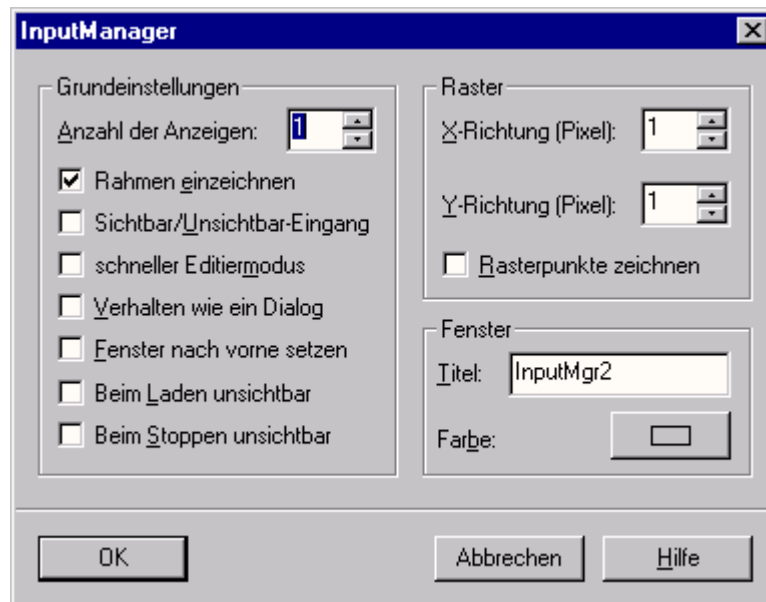 InputManager
Grundeinstellungen
Anzahl der Anzeigen: 1
Rahmen einzeichnen
Sichtbar/Unsichtbar-Eingang
schneller Editiermodus
Verhalten wie ein Dialog
Fenster nach vorne setzen
Beim Laden unsichtbar
Beim Stoppen unsichtbar
Raster
X-Richtung (Pixel): 1
Y-Richtung (Pixel): 1
Rasterpunkte zeichnen
Fenster
Titel: InputMgr2
Farbe:
OK
Abbrechen
Hilfe